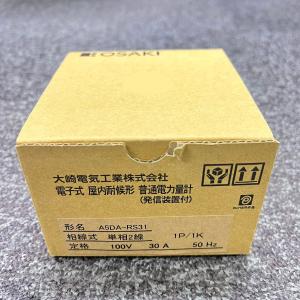 OSAKI
大崎電気工業株式会社
電子式 屋内耐候形 普通電力量計
(発信装置付)
形名 A5DA-RS31
相線式 単相2線 1P/1K
定格 100V 30A 50Hz